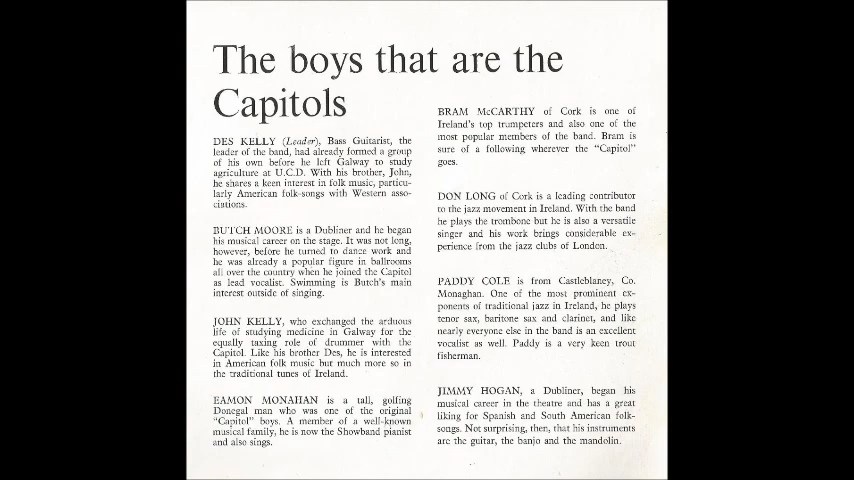 The boys that are the
Capitols
DES KELLY (Leader), Bass Guitarist, the
leader of the band, had already formed a group
of his own before he left Galway to study
agriculture at U.C.D. With his brother, John,
he shares a keen interest in folk music, particu-
larly American folk-songs with Western asso-
ciations.
BUTCH MOORE is a Dubliner and he began
his musical career on the stage. It was not long,
however, before he turned to dance work and
he was already a popular figure in ballrooms
all over the country when he joined the Capitol
as lead vocalist. Swimming is Butch's main
interest outside of singing.
JOHN KELLY, who exchanged the arduous
life of studying medicine in Galway for the
equally taxing role of drummer with the
Capitol. Like his brother Des, he is interested
in American folk music but much more so in
the traditional tunes of Ireland.
EAMON MONAHAN is a tall, golfing
Donegal man who was one of the original
"Capitol" boys. A member of a well-known
musical family, he is now the Showband pianist
and also sings.
BRAM McCARTHY of Cork is one of
Ireland's top trumpeters and also one of the
most popular members of the band. Bram is
sure of a following wherever the "Capitol"
goes.
DON LONG of Cork is a leading contributor
to the jazz movement in Ireland. With the band
he plays the trombone but he is also a versatile
singer and his work brings considerable ex-
perience from the jazz clubs of London.
PADDY COLE is from Castleblaney, Co.
Monaghan. One of the most prominent ex-
ponents of traditional jazz in Ireland, he plays
tenor sax, baritone sax and clarinet, and like
nearly everyone else in the band is an excellent
vocalist as well. Paddy is a very keen trout
fisherman.
JIMMY HOGAN, a Dubliner, began his
musical career in the theatre and has a great
liking for Spanish and South American folk-
songs. Not surprising, then, that his instruments
are the guitar, the banjo and the mandolin.